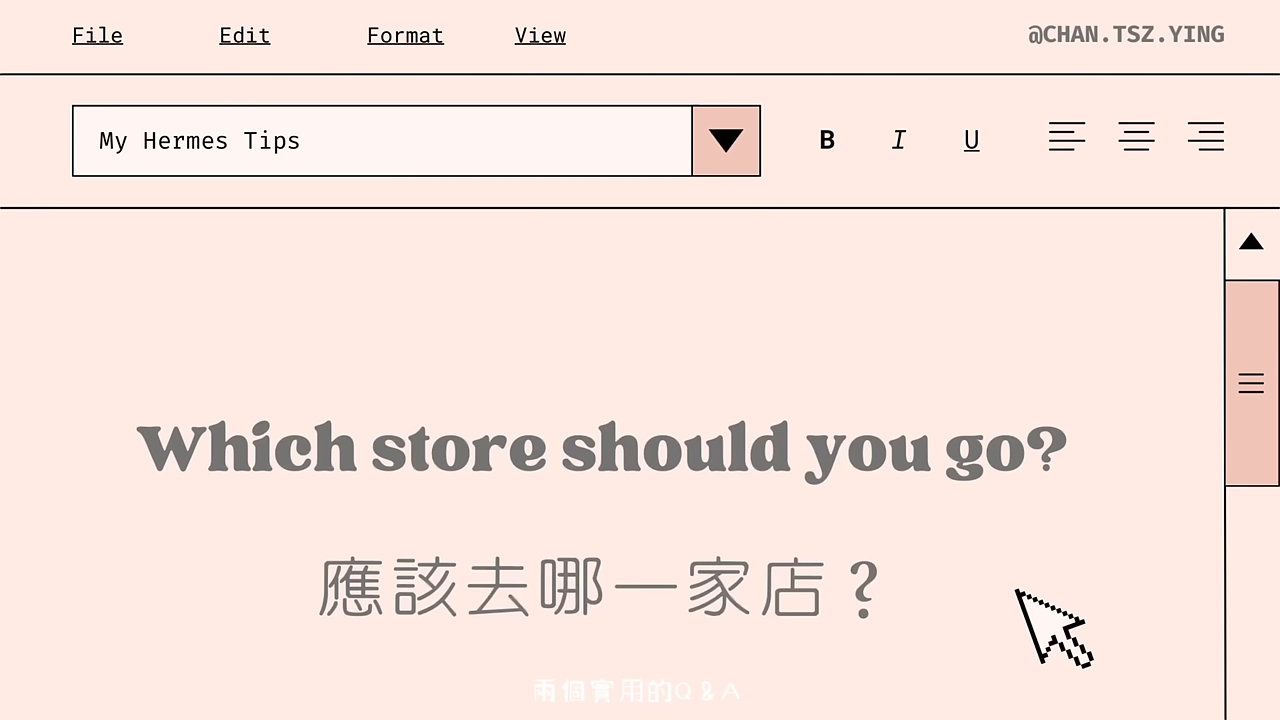 File Edit Format View @CHAN.TSZ.YING
My Hermes Tips B I U
Which store should you go?
應該去哪一家店？
兩個實用的Q & A